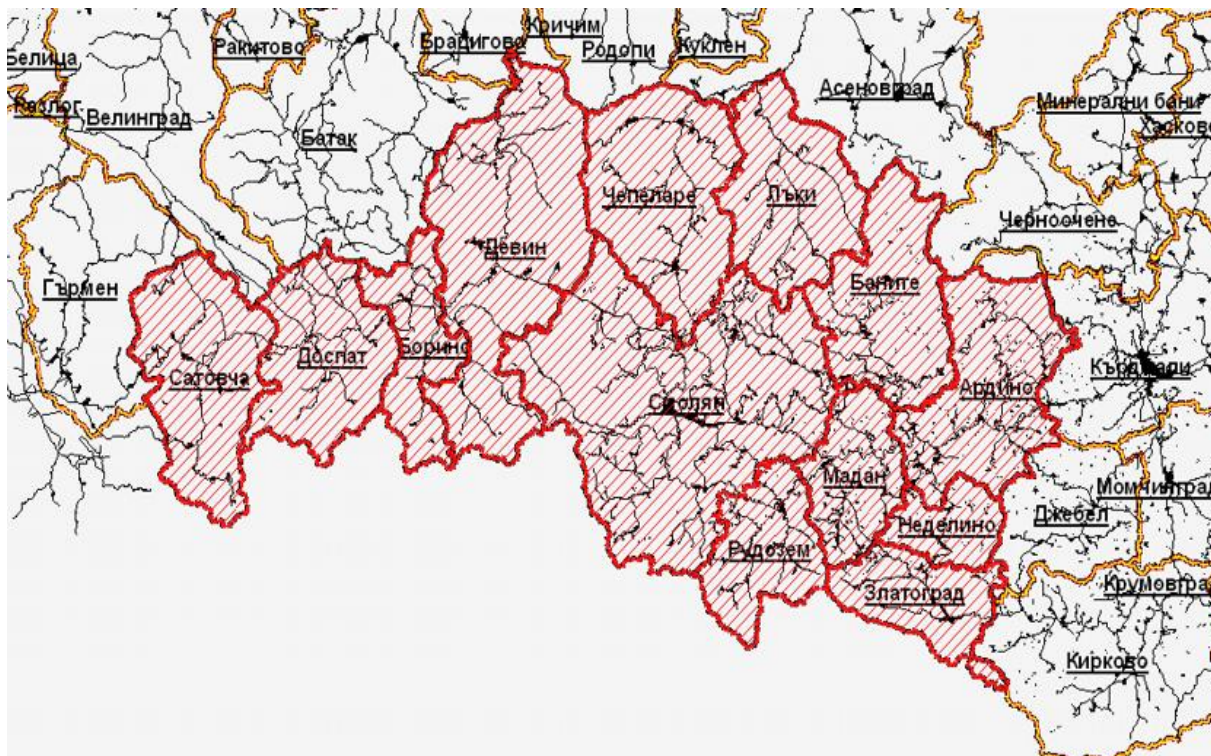 Кричим
Брацигово
Ракитово
Родопи
Куклен
Белица
Асеновград
Разлог
Велинград
Минерални бани
Хасково
Батак
Чепеларе
Лъки
Черноочене
Девин
Гърмен
Баните
Борино
Доспат
Кърджали
Сатовча
Ардино
Смолян
Мадан
Момчилград
Джебел
Неделино
Рудозем
Златоград
Крумовград
Кирково